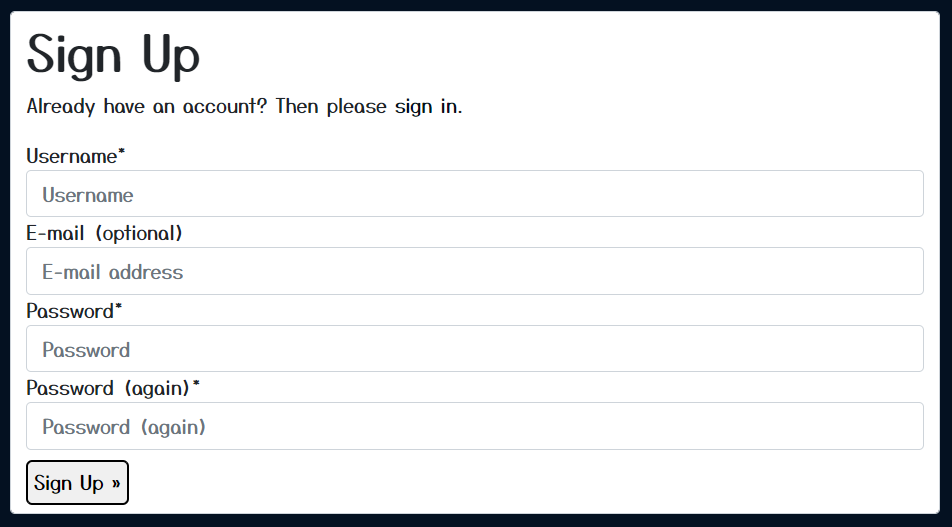 Sign Up
Already have an account? Then please sign in.
Username*
Username
E-mail (optional)
E-mail address
Password*
Password
Password (again)*
Password (again)
Sign Up »